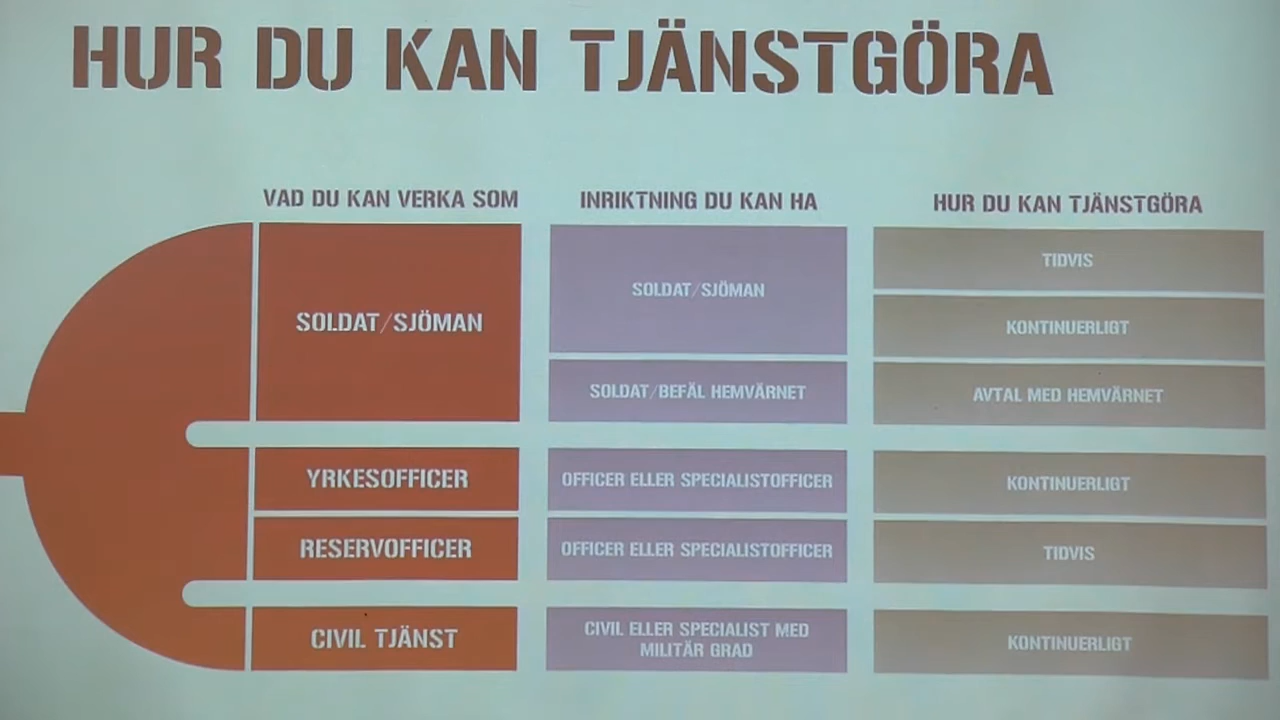 HUR DU KAN TJÄNSTGÖRA
VAD DU KAN VERKA SOM
INRIKTNING DU KAN HA
HUR DU KAN TJÄNSTGÖRA
SOLDAT/SJÖMAN
SOLDAT/SJÖMAN
TIDVIS
KONTINUERLIGT
SOLDAT/BEFÄL HEMVÄRNET
AVTAL MED HEMVÄRNET
YRKESOFFICER
OFFICER ELLER SPECIALISTOFFICER
KONTINUERLIGT
RESERVOFFICER
OFFICER ELLER SPECIALISTOFFICER
TIDVIS
CIVIL TJÄNST
CIVIL ELLER SPECIALIST MED
MILITÄR GRAD
KONTINUERLIGT